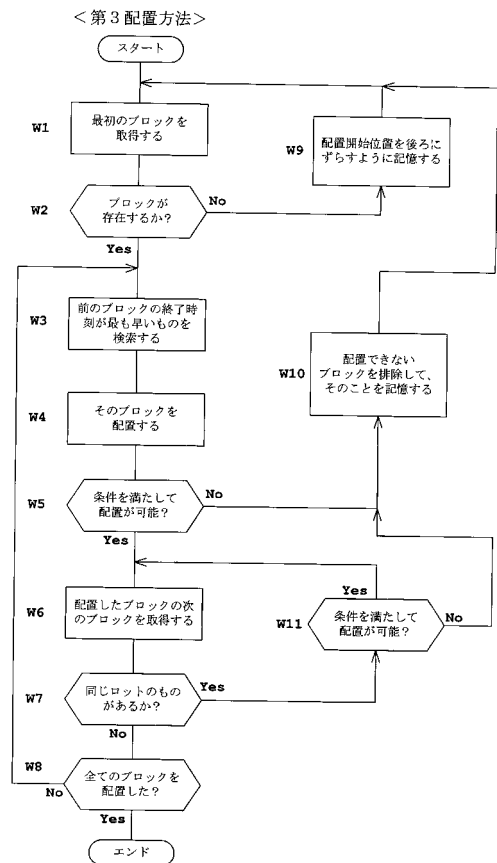 <第3配置方法>
スタート
W1
最初のブロックを
取得する
W2
ブロックが
存在するか?
No
Yes
W9
配置開始位置を後ろに
ずらすように記憶する
W3
前のブロックの終了時
刻が最も早いものを
検索する
W4
そのブロックを
配置する
W10
配置できない
ブロックを排除して、
そのことを記憶する
W5
条件を満たして
配置が可能?
No
Yes
W6
配置したブロックの次
のブロックを取得する
Yes
W11
条件を満たして
配置が可能?
No
W7
同じロットのもの
があるか?
Yes
No
W8
全てのブロックを
配置した?
No
Yes
エンド